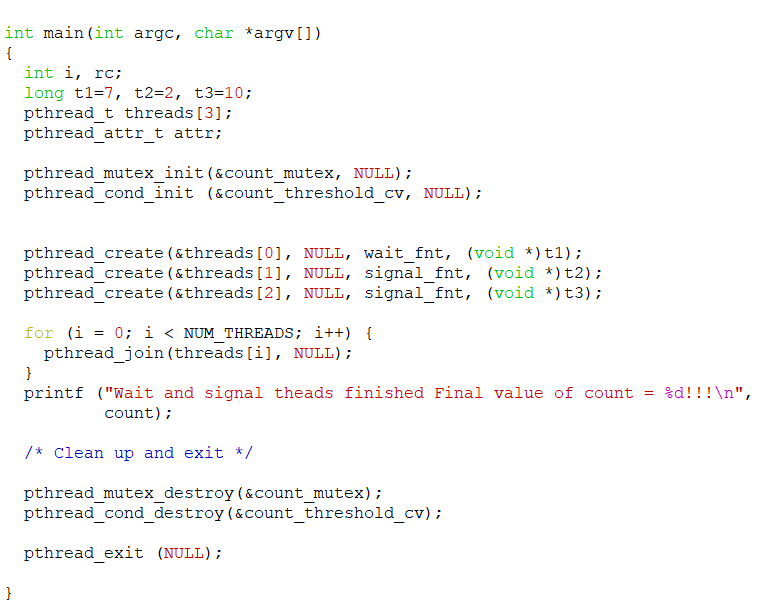 int main(int argc, char *argv[])
{
  int i, rc;
  long t1=7, t2=2, t3=10;
  pthread_t threads[3];
  pthread_attr_t attr;

  pthread_mutex_init(&count_mutex, NULL);
  pthread_cond_init (&count_threshold_cv, NULL);


  pthread_create(&threads[0], NULL, wait_fnt, (void *)t1);
  pthread_create(&threads[1], NULL, signal_fnt, (void *)t2);
  pthread_create(&threads[2], NULL, signal_fnt, (void *)t3);

  for (i = 0; i < NUM_THREADS; i++) {
    pthread_join(threads[i], NULL);
  }
  printf ("Wait and signal theads finished Final value of count = %d!!!\n",
          count);

  /* Clean up and exit */

  pthread_mutex_destroy(&count_mutex);
  pthread_cond_destroy(&count_threshold_cv);

  pthread_exit (NULL);

}